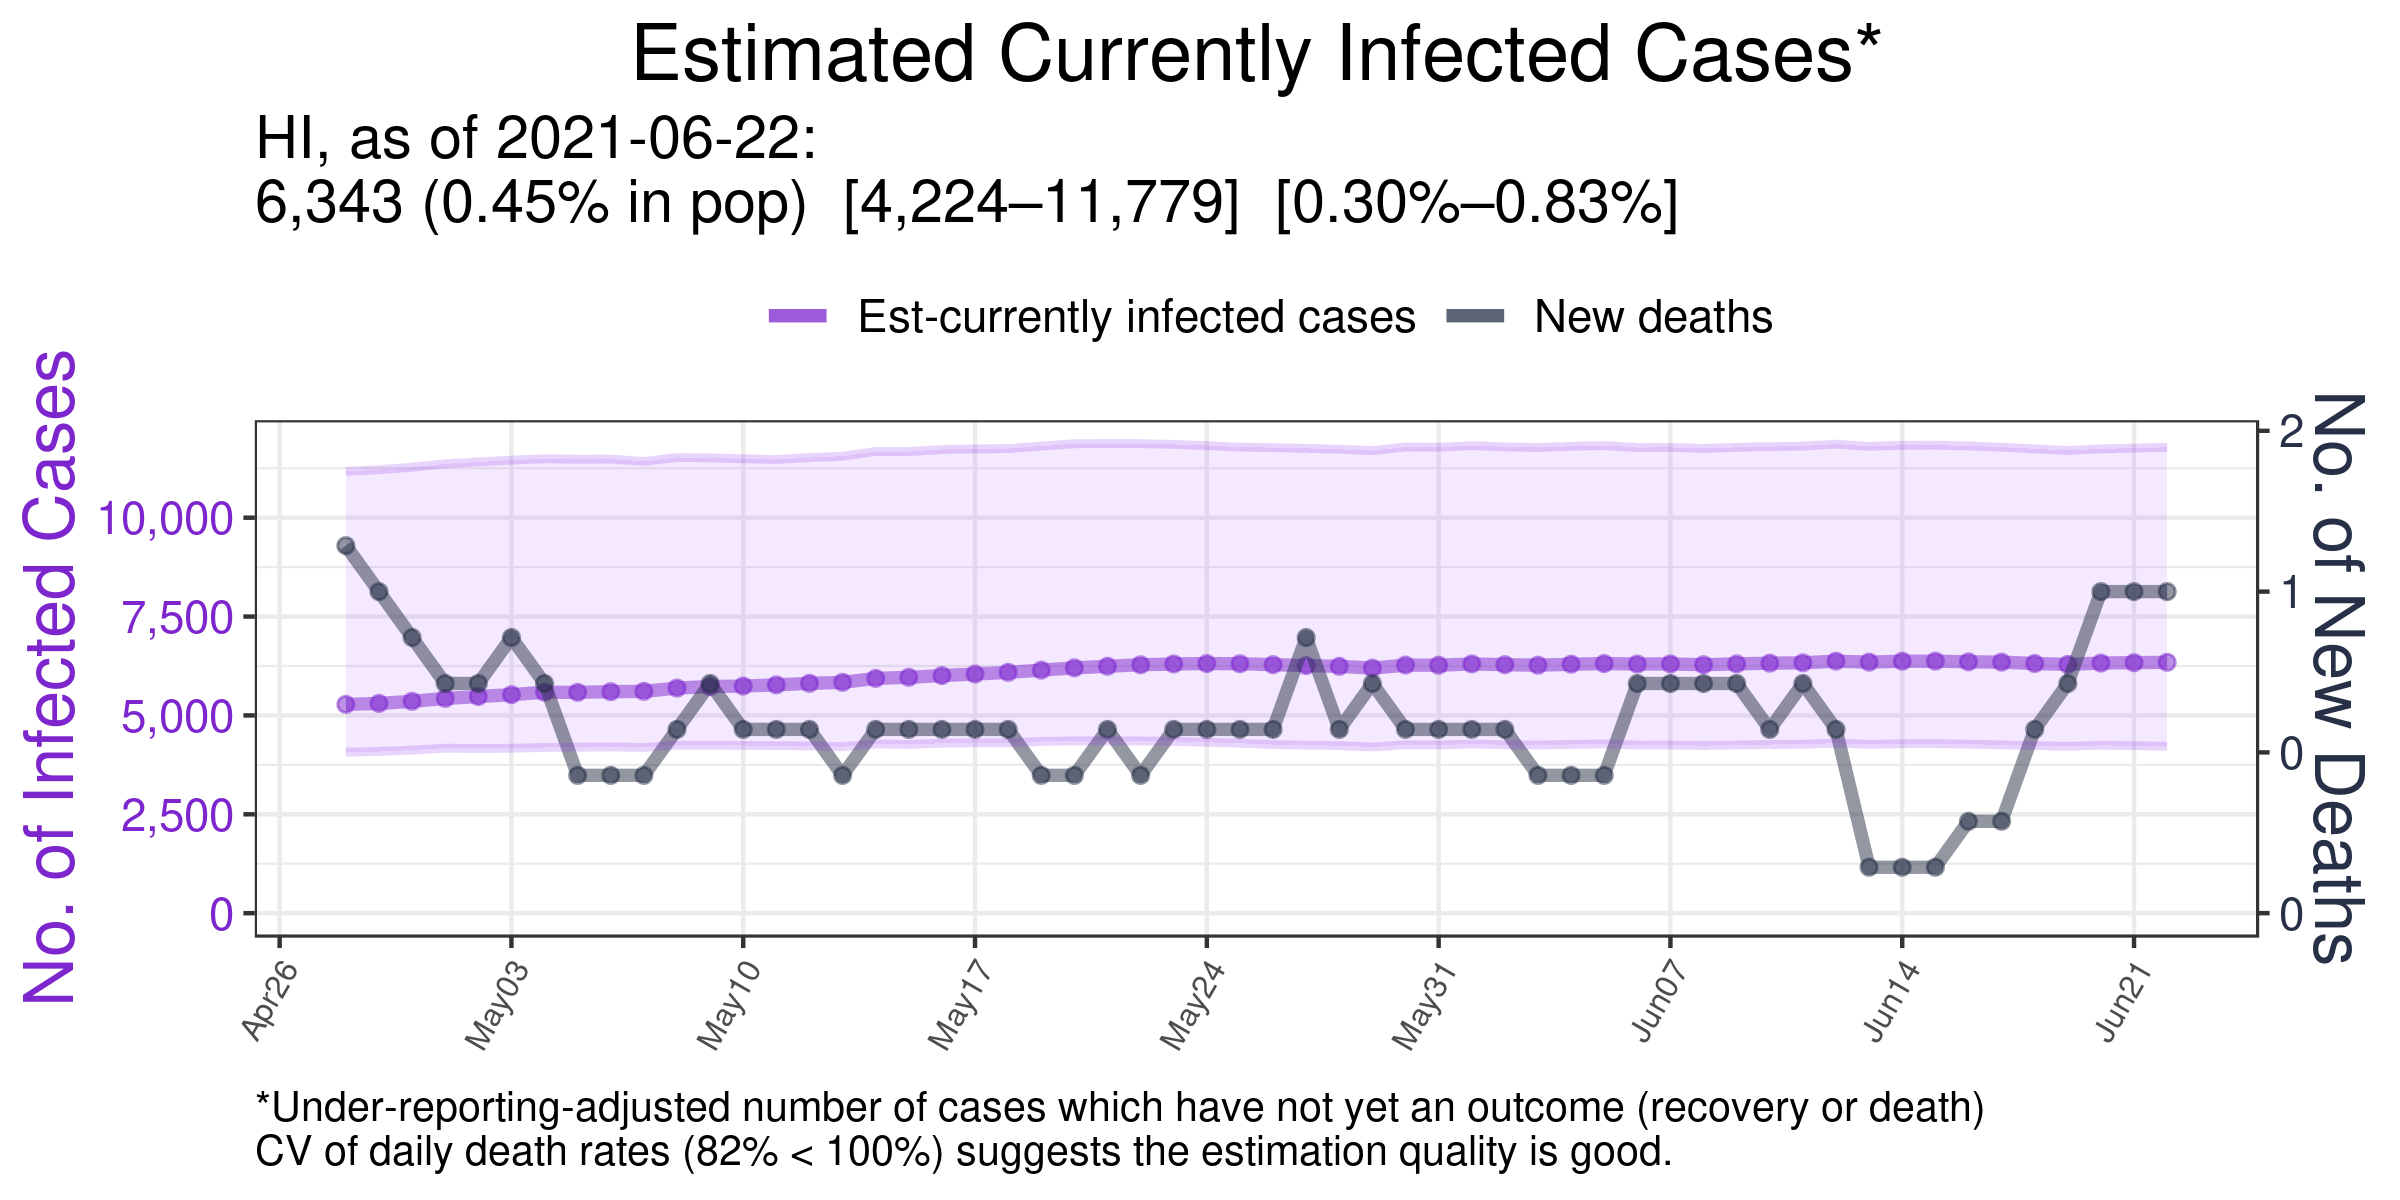 Estimated Currently Infected Cases*
HI, as of 2021-06-22:
6,343 (0.45% in pop)  [4,224–11,779]  [0.30%–0.83%]
Est-currently infected cases
New deaths
No. of Infected Cases
10,000
7,500
5,000
2,500
0
2
1
0
0
No. of New Deaths
Apr26
May03
May10
May17
May24
May31
Jun07
Jun14
Jun21
*Under-reporting-adjusted number of cases which have not yet an outcome (recovery or death)
CV of daily death rates (82% < 100%) suggests the estimation quality is good.